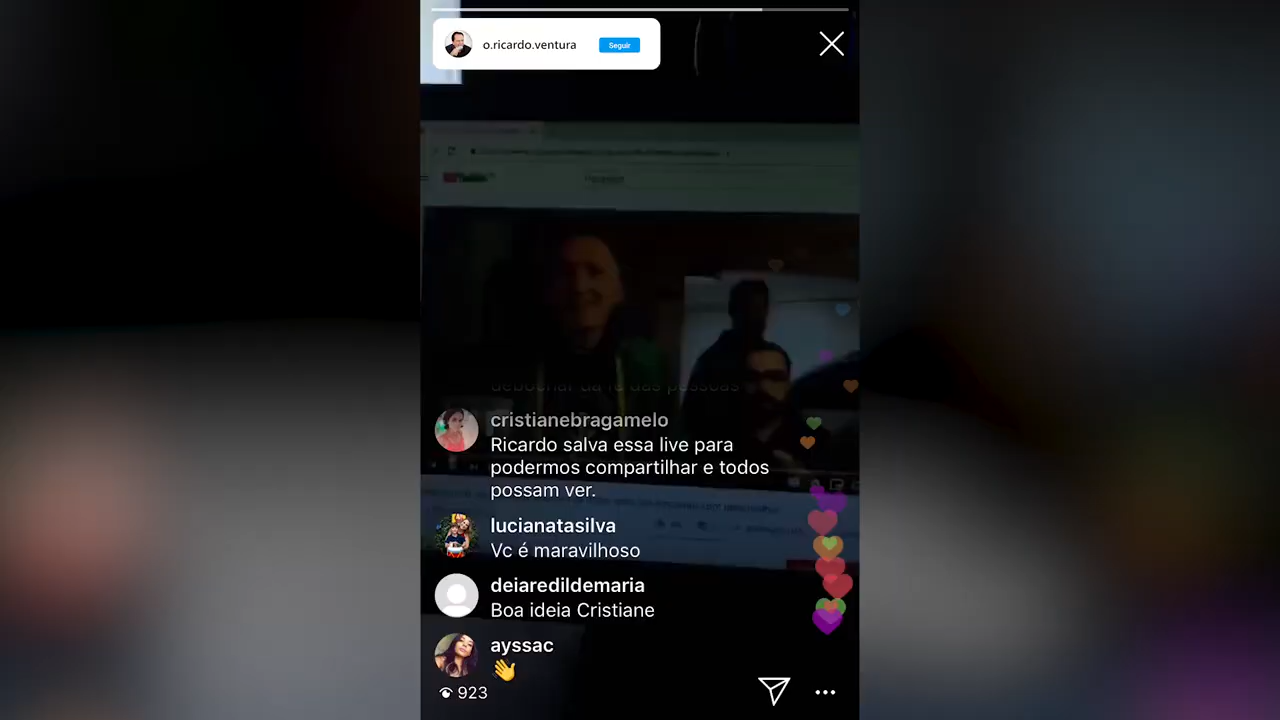 o.ricardo.ventura
Seguir
debochar da fé das pessoas
cristianebragamelo
Ricardo salva essa live para
podermos compartilhar e todos
possam ver.
lucianatasilva
Vc é maravilhoso
deiaredildemaria
Boa ideia Cristiane
ayssac
👋
923